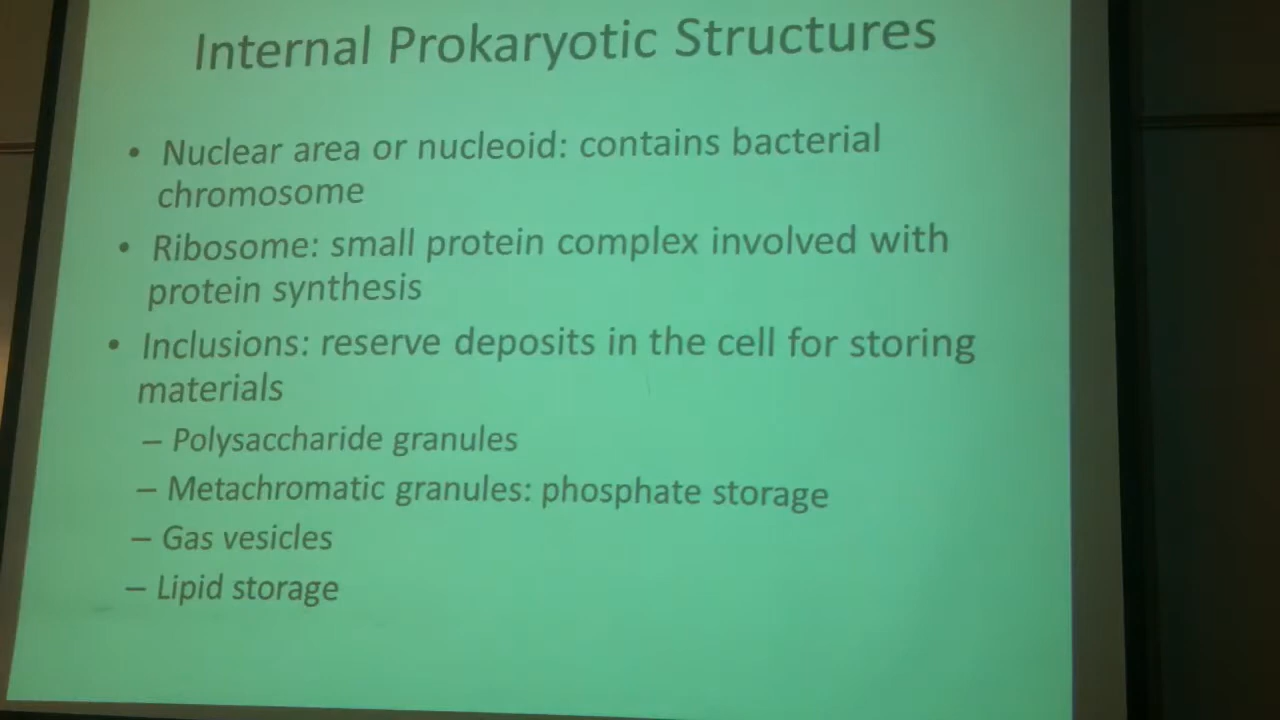 Internal Prokaryotic Structures
• Nuclear area or nucleoid: contains bacterial
chromosome
• Ribosome: small protein complex involved with
protein synthesis
• Inclusions: reserve deposits in the cell for storing
materials
– Polysaccharide granules
– Metachromatic granules: phosphate storage
– Gas vesicles
– Lipid storage